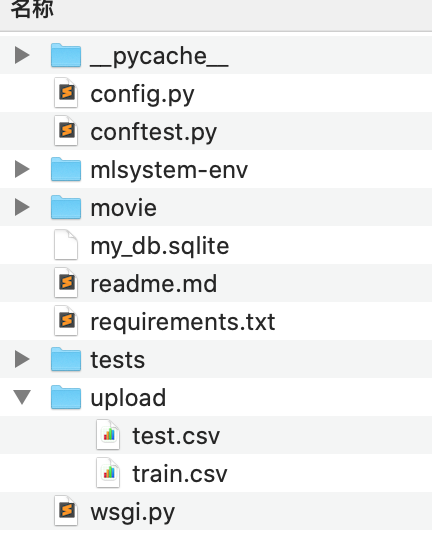 名称
__pycache__
config.py
conftest.py
mlsystem-env
movie
my_db.sqlite
readme.md
requirements.txt
tests
upload
test.csv
train.csv
wsgi.py